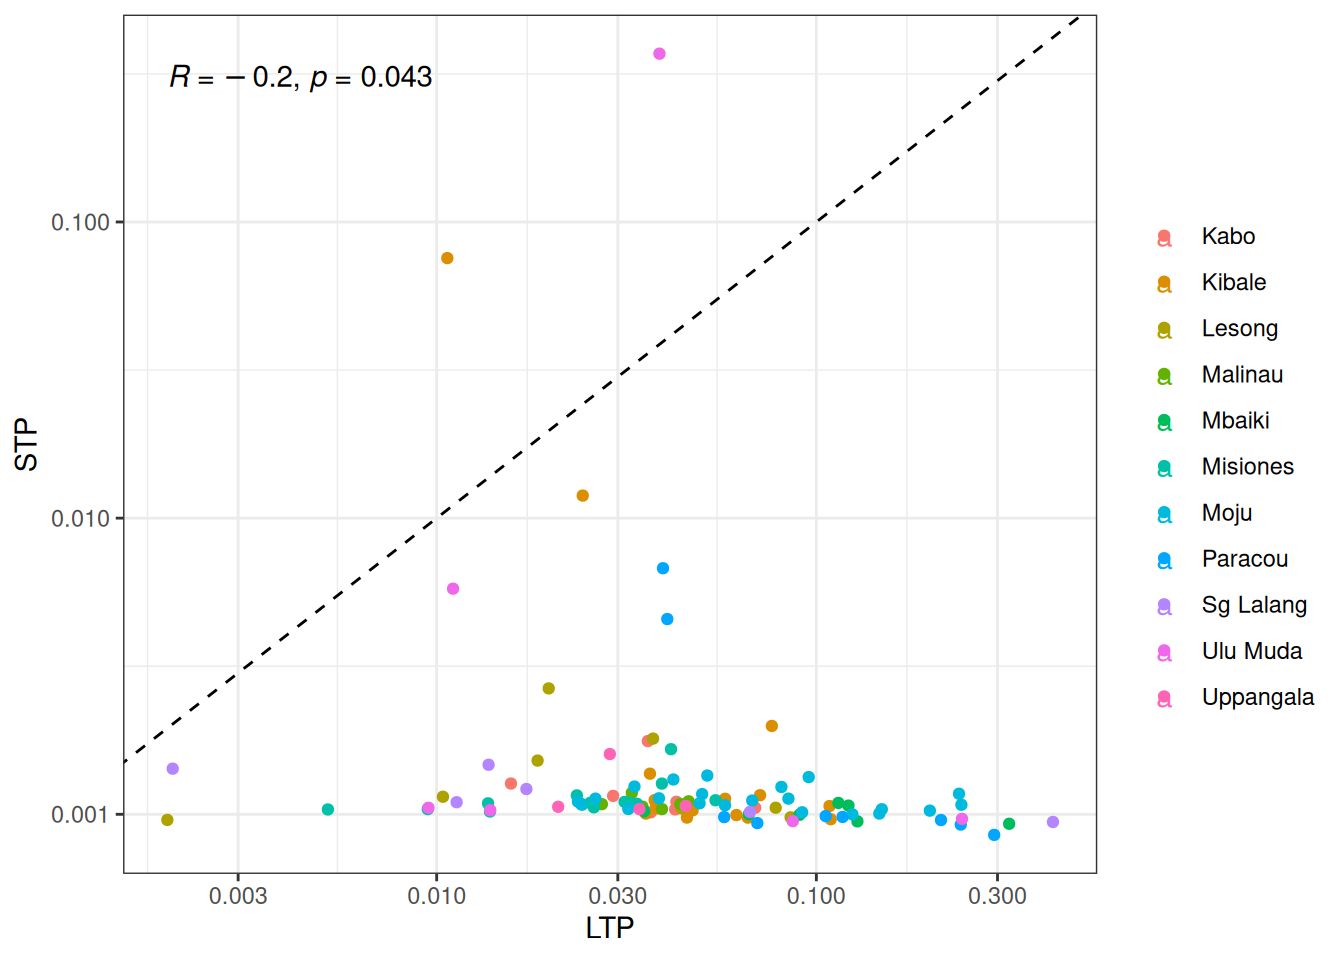 R = − 0.2, p = 0.043
STP
0.100
0.010
0.001
0.003
0.010
0.030
0.100
0.300
LTP
a Kabo
a Kibale
a Lesong
a Malinau
a Mbaiki
a Misiones
a Moju
a Paracou
a Sg Lalang
a Ulu Muda
a Uppangala